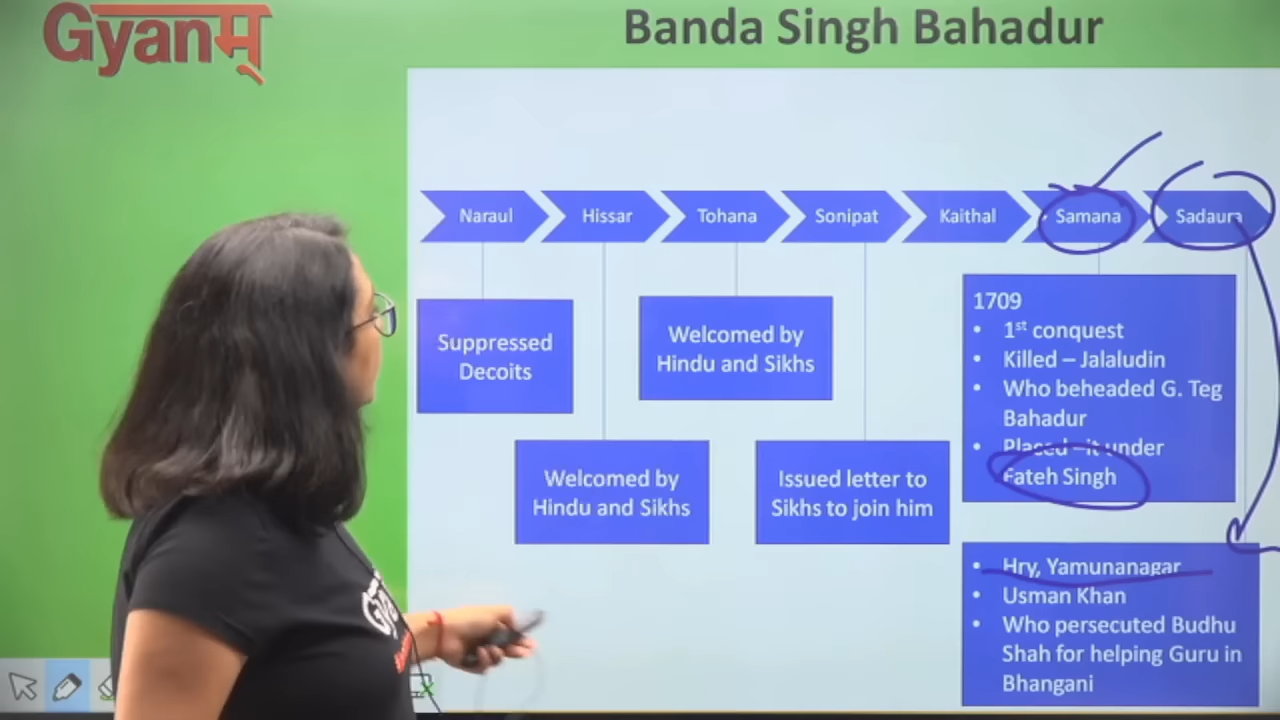 Gyanम्
Banda Singh Bahadur
Naraul
Hissar
Tohana
Sonipat
Kaithal
Samana
Sadaura
Suppressed
Decoits
Welcomed by
Hindu and Sikhs
Welcomed by
Hindu and Sikhs
Issued letter to
Sikhs to join him
1709
• 1st conquest
• Killed – Jalaludin
• Who beheaded G. Teg
Bahadur
• Placed –it under
Fateh Singh
• Hry, Yamunanagar
• Usman Khan
• Who persecuted Budhu
Shah for helping Guru in
Bhangani